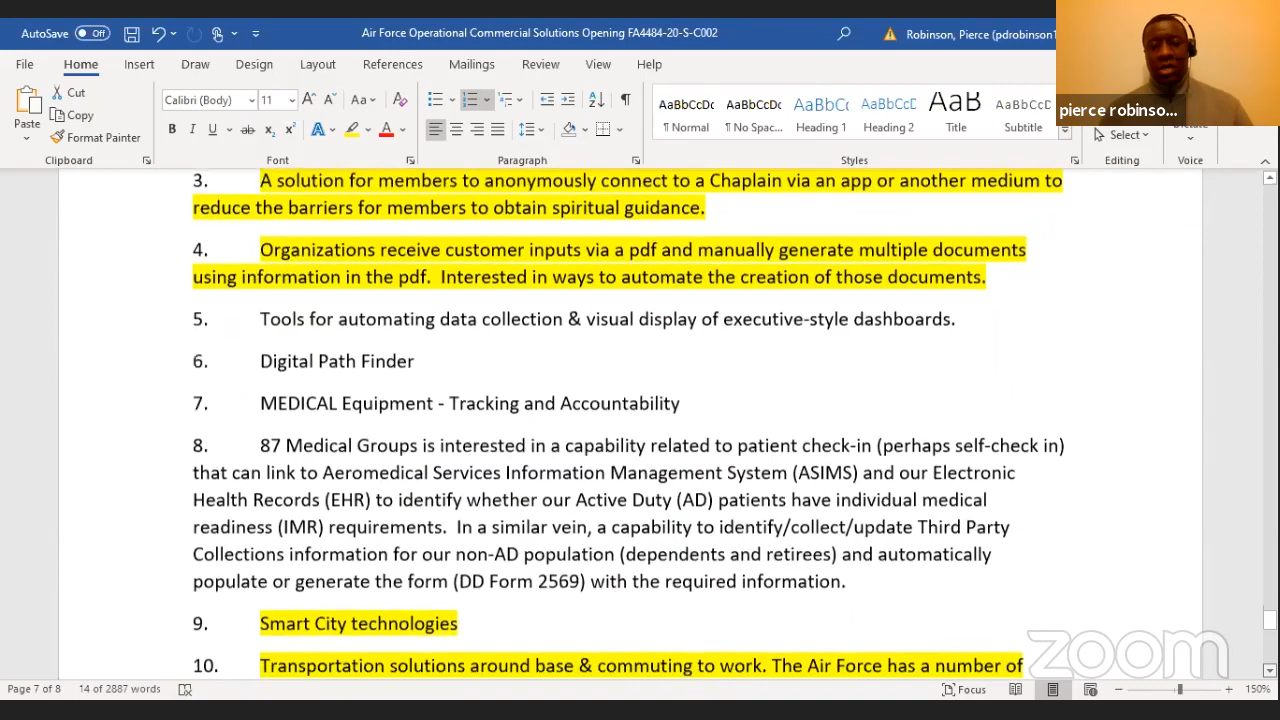 AutoSave Off Air Force Operational Commercial Solutions Opening FA4484-20-S-C002 Robinson, Pierce (pdrobinson1
File Home Insert Draw Design Layout References Mailings Review View Help
Paste Cut Copy Format Painter
Calibri (Body) 11
AaBbCcDc AaBbCcDc AaBbCcD AaBbCcD AaB AaBbCcD
¶ Normal ¶ No Spac... Heading 1 Heading 2 Title Subtitle
Select
Clipboard Font Paragraph Styles Editing Voice
pierce robinso...
3. A solution for members to anonymously connect to a Chaplain via an app or another medium to
reduce the barriers for members to obtain spiritual guidance.
4. Organizations receive customer inputs via a pdf and manually generate multiple documents
using information in the pdf. Interested in ways to automate the creation of those documents.
5. Tools for automating data collection & visual display of executive-style dashboards.
6. Digital Path Finder
7. MEDICAL Equipment - Tracking and Accountability
8. 87 Medical Groups is interested in a capability related to patient check-in (perhaps self-check in)
that can link to Aeromedical Services Information Management System (ASIMS) and our Electronic
Health Records (EHR) to identify whether our Active Duty (AD) patients have individual medical
readiness (IMR) requirements. In a similar vein, a capability to identify/collect/update Third Party
Collections information for our non-AD population (dependents and retirees) and automatically
populate or generate the form (DD Form 2569) with the required information.
9. Smart City technologies
10. Transportation solutions around base & commuting to work. The Air Force has a number of
zoom
Page 7 of 8 14 of 2887 words Focus 150%